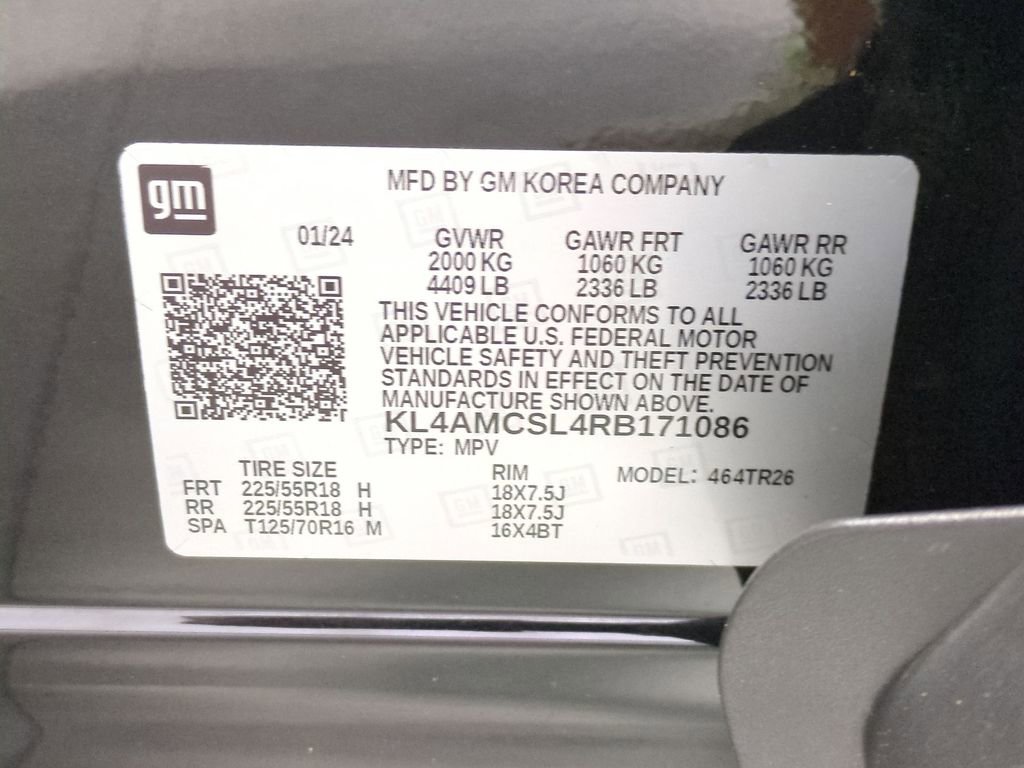 gm
MFD BY GM KOREA COMPANY
01/24 GVWR GAWR FRT GAWR RR
2000 KG 1060 KG 1060 KG
4409 LB 2336 LB 2336 LB
THIS VEHICLE CONFORMS TO ALL
APPLICABLE U.S. FEDERAL MOTOR
VEHICLE SAFETY AND THEFT PREVENTION
STANDARDS IN EFFECT ON THE DATE OF
MANUFACTURE SHOWN ABOVE.
KL4AMCSL4RB171086
TYPE: MPV
TIRE SIZE RIM MODEL: 464TR26
FRT 225/55R18 H 18X7.5J
RR 225/55R18 H 18X7.5J
SPA T125/70R16 M 16X4BT